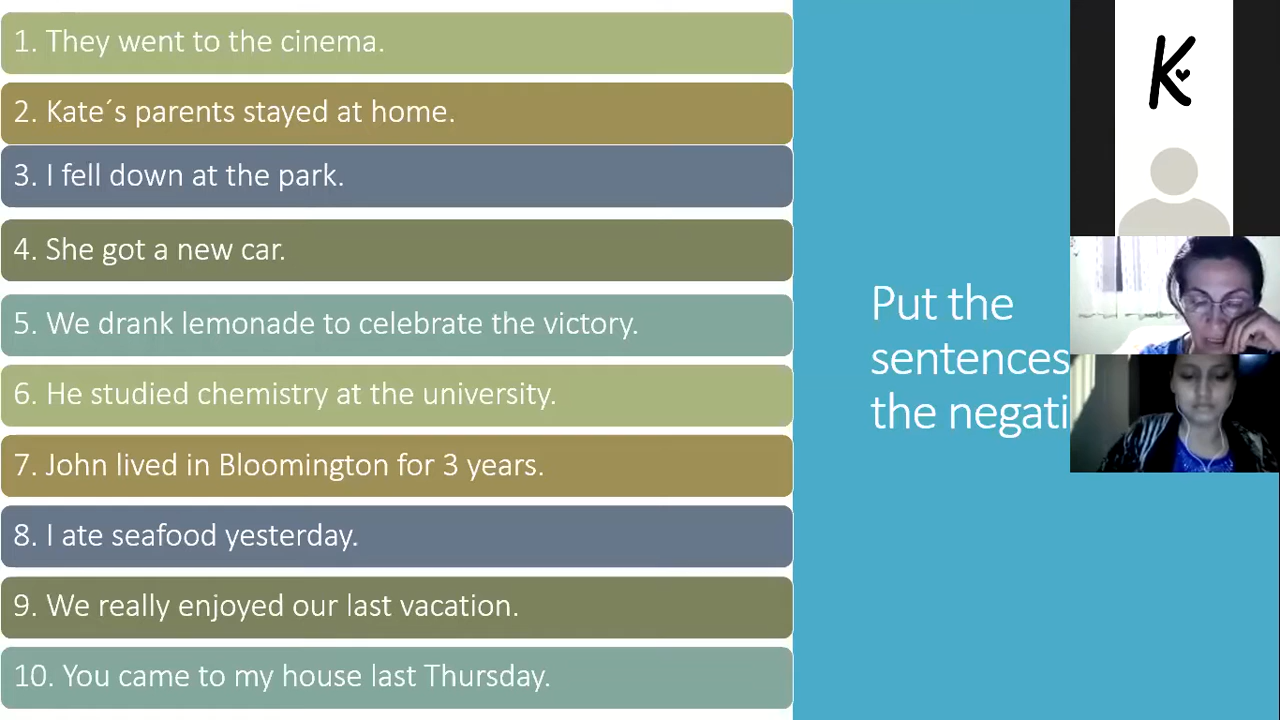 1. They went to the cinema.
2. Kate´s parents stayed at home.
3. I fell down at the park.
4. She got a new car.
5. We drank lemonade to celebrate the victory.
6. He studied chemistry at the university.
7. John lived in Bloomington for 3 years.
8. I ate seafood yesterday.
9. We really enjoyed our last vacation.
10. You came to my house last Thursday.
Put the
sentences
the negati
K